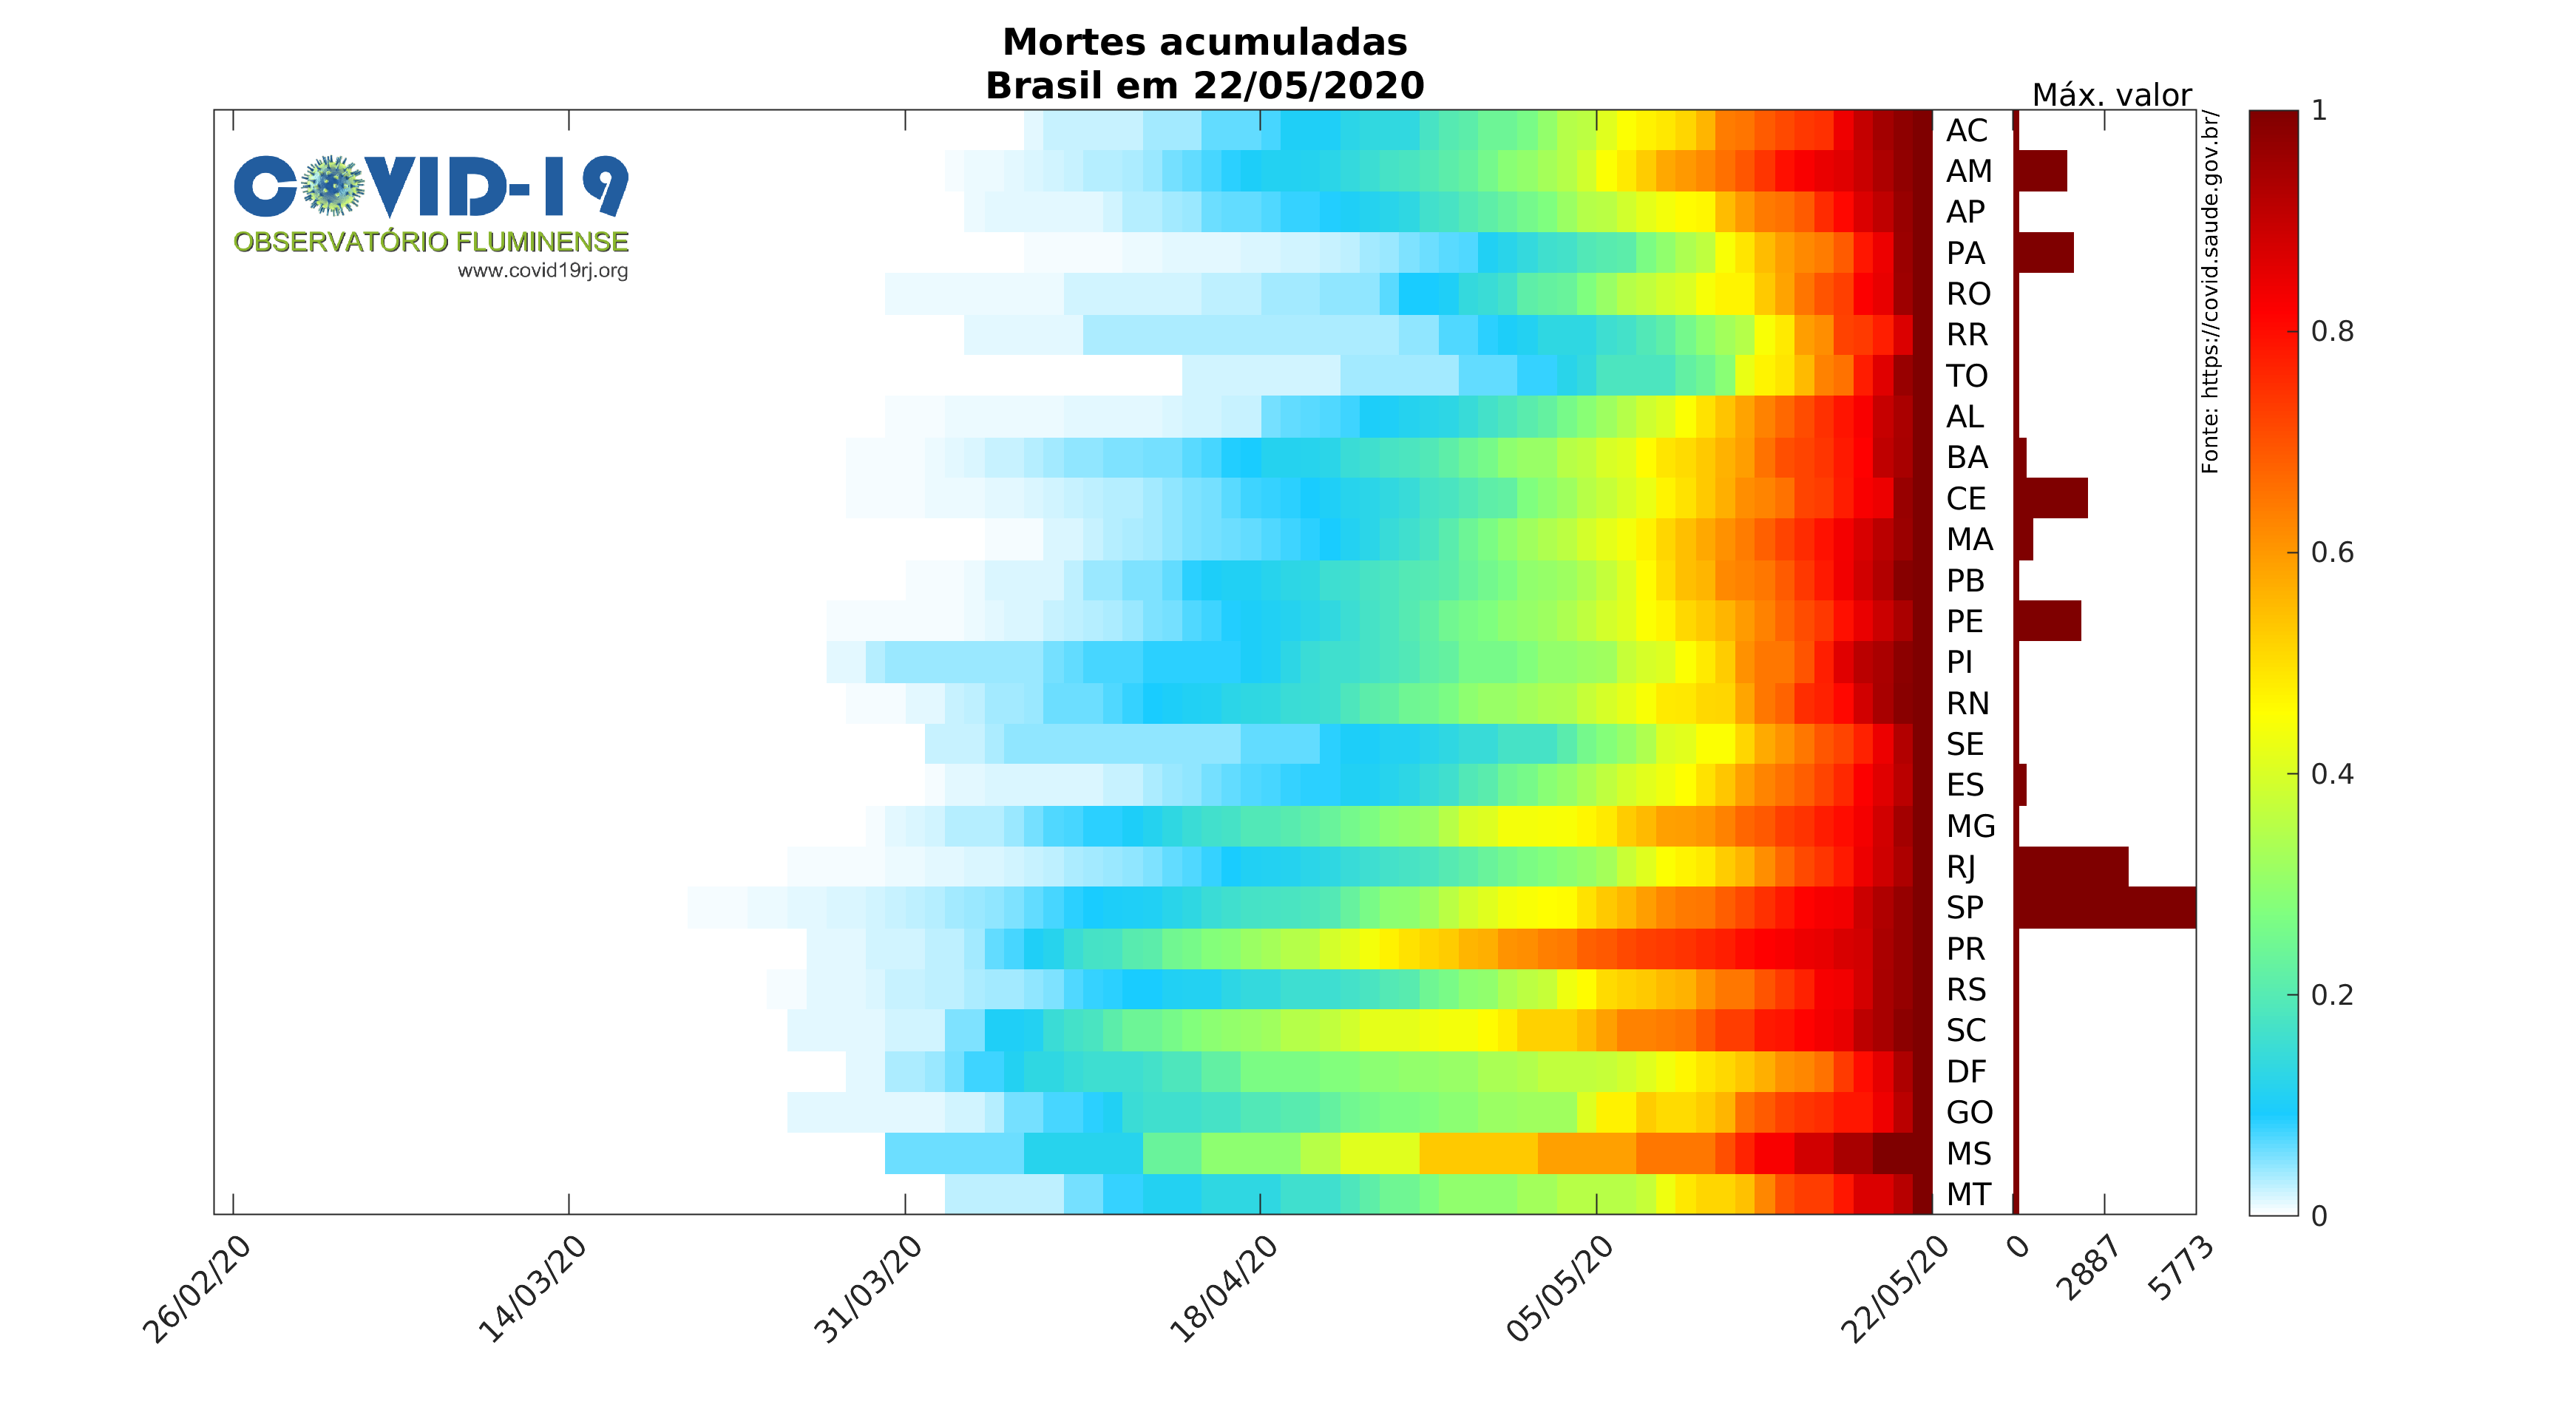 Mortes acumuladas
Brasil em 22/05/2020
COVID-19
OBSERVATÓRIO FLUMINENSE
www.covid19rj.org
Máx. valor
AC
AM
AP
PA
RO
RR
TO
AL
BA
CE
MA
PB
PE
PI
RN
SE
ES
MG
RJ
SP
PR
RS
SC
DF
GO
MS
MT
Fonte: https://covid.saude.gov.br/
1
0.8
0.6
0.4
0.2
0
26/02/20
14/03/20
31/03/20
18/04/20
05/05/20
22/05/20
0
2887
5773